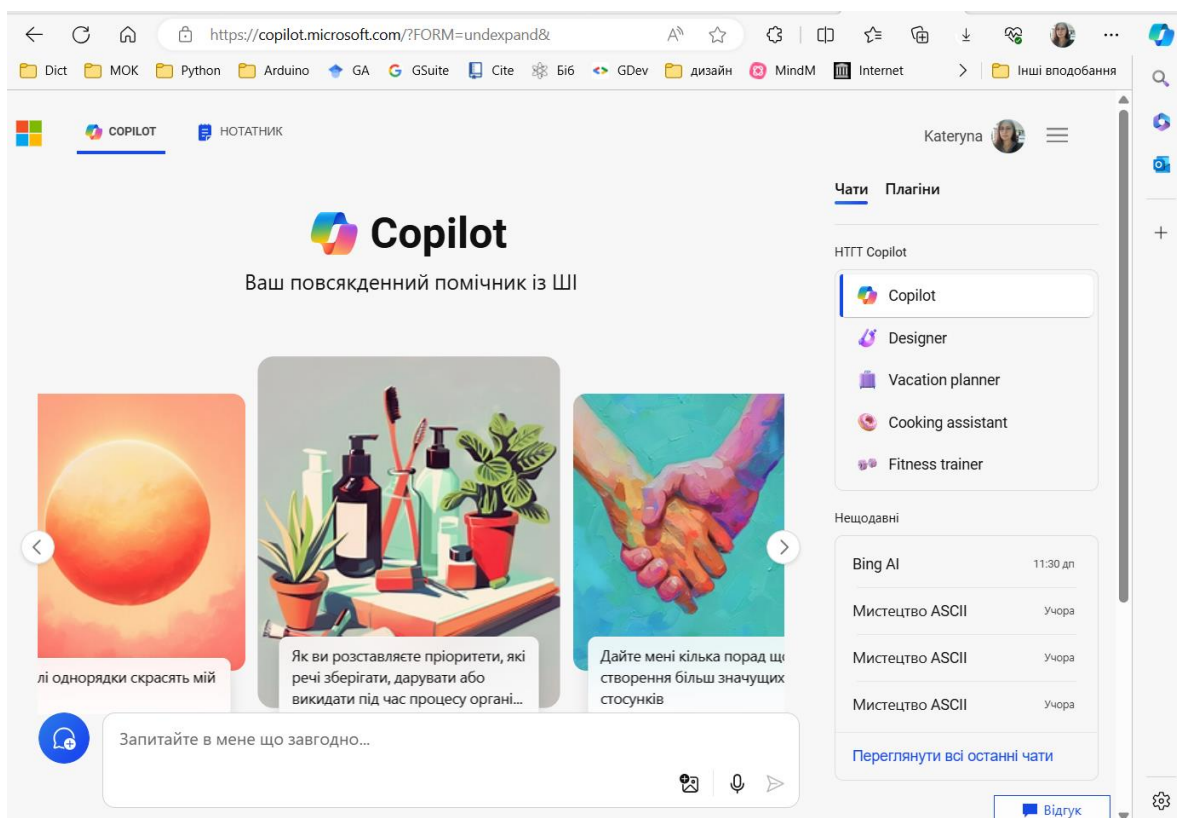 https://copilot.microsoft.com/?FORM=undexpand&
Dict МОК Python Arduino GA GSuite Cite Біб GDev дизайн MindM Internet Інші вподобання
COPILOT НОТАТНИК
Kateryna
Чати Плагіни
Copilot
Ваш повсякденний помічник із ШІ
НТГТ Copilot
Copilot
Designer
Vacation planner
Cooking assistant
Fitness trainer
Нещодавні
Bing AI 11:30 дп
Мистецтво ASCII Учора
Мистецтво ASCII Учора
Мистецтво ASCII Учора
Переглянути всі останні чати
лі однорядки скрасять мій
Як ви розставляєте пріоритети, які
речі зберігати, дарувати або
викидати під час процесу органі...
Дайте мені кілька порад що
створення більш значущих
стосунків
Запитайте в мене що завгодно...
Відгук